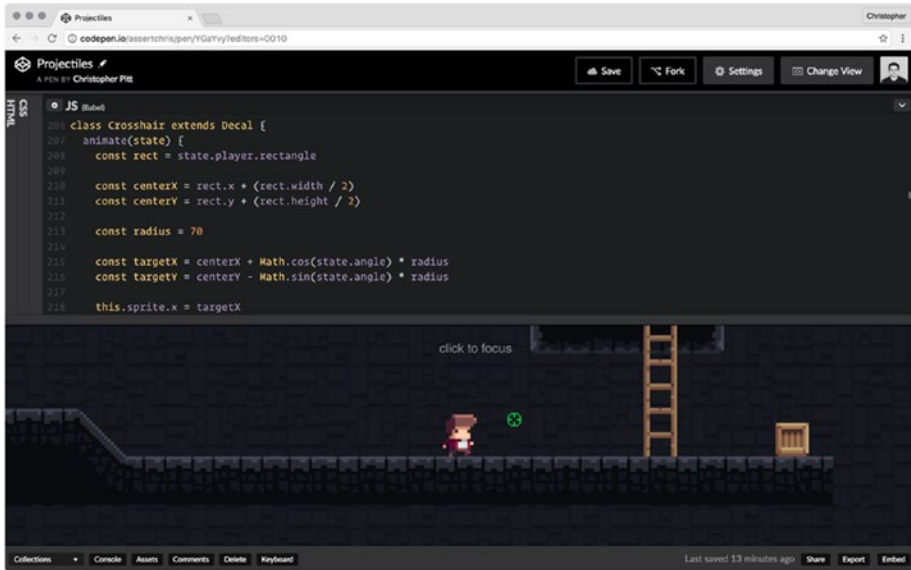 Projectiles
Christopher
codepen.io/assertchris/pen/YGaYvy?editors=0010
Projectiles
A PEN BY Christopher Pitt
Save
Fork
Settings
Change View
HTML
CSS
JS (Babel)
206 class Crosshair extends Decal {
207 animate(state) {
208 const rect = state.player.rectangle
209
210 const centerX = rect.x + (rect.width / 2)
211 const centerY = rect.y + (rect.height / 2)
212
213 const radius = 70
214
215 const targetX = centerX + Math.cos(state.angle) * radius
216 const targetY = centerY - Math.sin(state.angle) * radius
217
218 this.sprite.x = targetX
click to focus
Collections
Console
Assets
Comments
Delete
Keyboard
Last saved 13 minutes ago
Share
Export
Embed